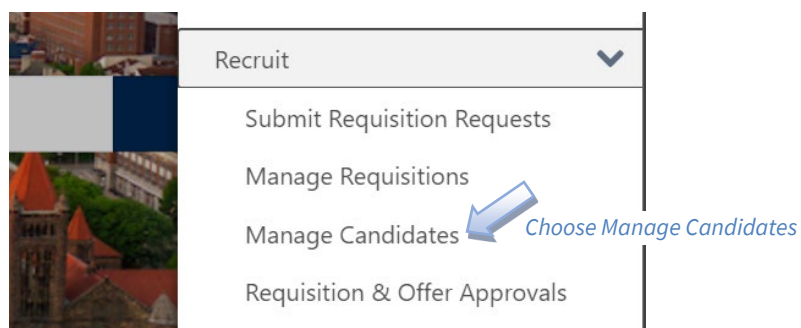 Recruit
Submit Requisition Requests
Manage Requisitions
Manage Candidates
Choose Manage Candidates
Requisition & Offer Approvals